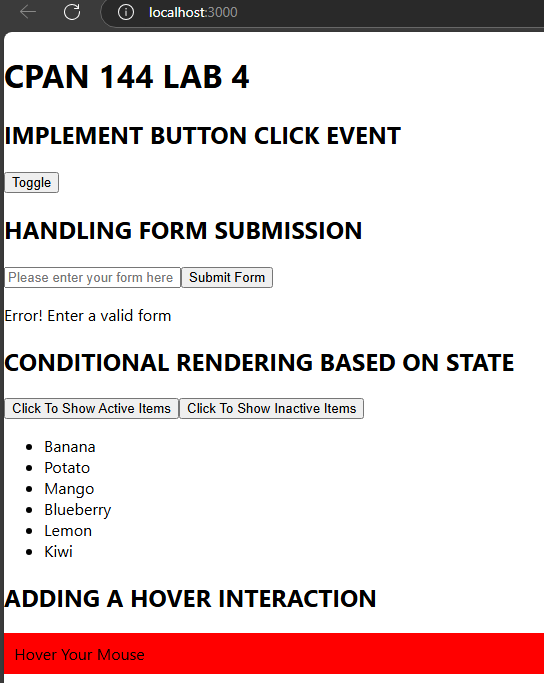 localhost:3000
CPAN 144 LAB 4
IMPLEMENT BUTTON CLICK EVENT
Toggle
HANDLING FORM SUBMISSION
Please enter your form here Submit Form
Error! Enter a valid form
CONDITIONAL RENDERING BASED ON STATE
Click To Show Active Items Click To Show Inactive Items
Banana
Potato
Mango
Blueberry
Lemon
Kiwi
ADDING A HOVER INTERACTION
Hover Your Mouse